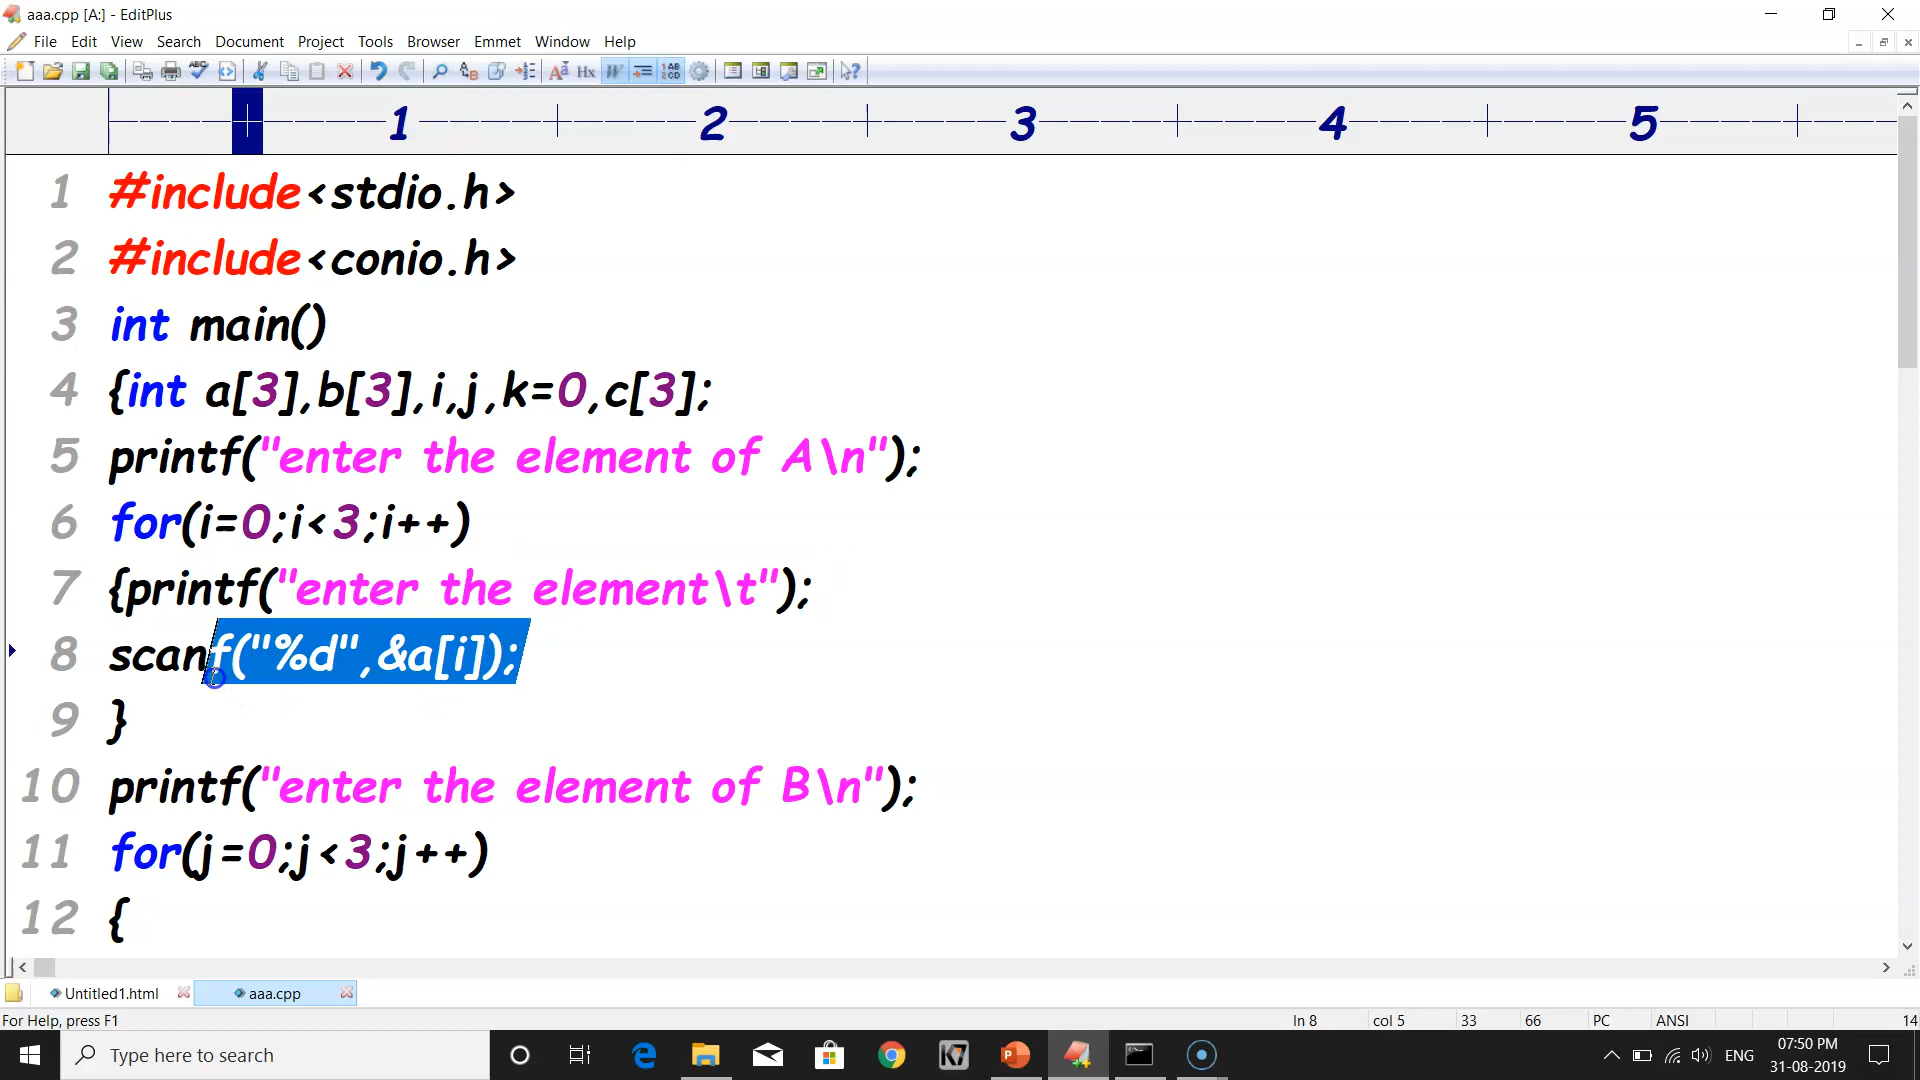 aaa.cpp [A:] - EditPlus
File Edit View Search Document Project Tools Browser Emmet Window Help
1 2 3 4 5
1 #include<stdio.h>
2 #include<conio.h>
3 int main()
4 {int a[3],b[3],i,j,k=0,c[3];
5 printf("enter the element of A\n");
6 for(i=0;i<3;i++)
7 {printf("enter the element\t");
8 scanf("%d",&a[i]);
9 }
10 printf("enter the element of B\n");
11 for(j=0;j<3;j++)
12 {
Untitled1.html aaa.cpp
For Help, press F1 ln 8 col 5 33 66 PC ANSI 14
Type here to search ENG 07:50 PM
31-08-2019